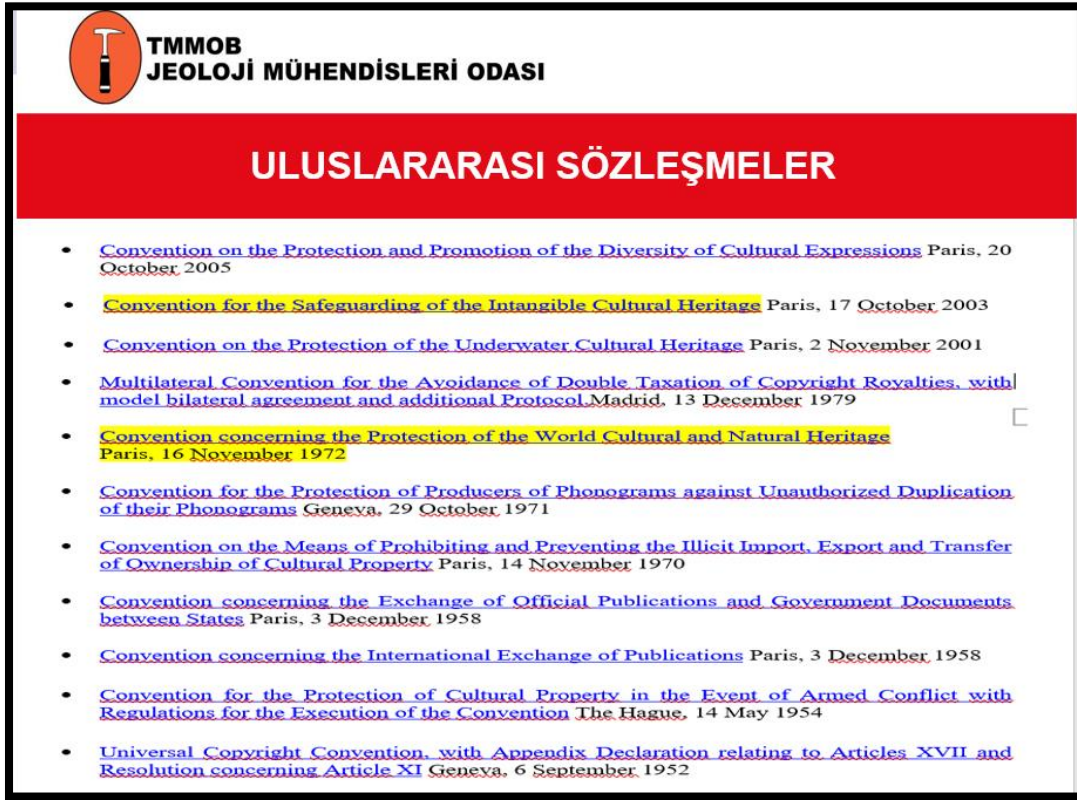 TMMOB
JEOLOJİ MÜHENDİSLERİ ODASI
ULUSLARARASI SÖZLEŞMELER
• Convention on the Protection and Promotion of the Diversity of Cultural Expressions Paris, 20
October 2005
• Convention for the Safeguarding of the Intangible Cultural Heritage Paris, 17 October 2003
• Convention on the Protection of the Underwater Cultural Heritage Paris, 2 November 2001
• Multilateral Convention for the Avoidance of Double Taxation of Copyright Royalties, with
model bilateral agreement and additional Protocol.Madrid, 13 December 1979
• Convention concerning the Protection of the World Cultural and Natural Heritage
Paris, 16 November 1972
• Convention for the Protection of Producers of Phonograms against Unauthorized Duplication
of their Phonograms Geneva, 29 October 1971
• Convention on the Means of Prohibiting and Preventing the Illicit Import, Export and Transfer
of Ownership of Cultural Property Paris, 14 November 1970
• Convention concerning the Exchange of Official Publications and Government Documents
between States Paris, 3 December 1958
• Convention concerning the International Exchange of Publications Paris, 3 December 1958
• Convention for the Protection of Cultural Property in the Event of Armed Conflict with
Regulations for the Execution of the Convention The Hague, 14 May 1954
• Universal Copyright Convention, with Appendix Declaration relating to Articles XVII and
Resolution concerning Article XI Geneva, 6 September 1952